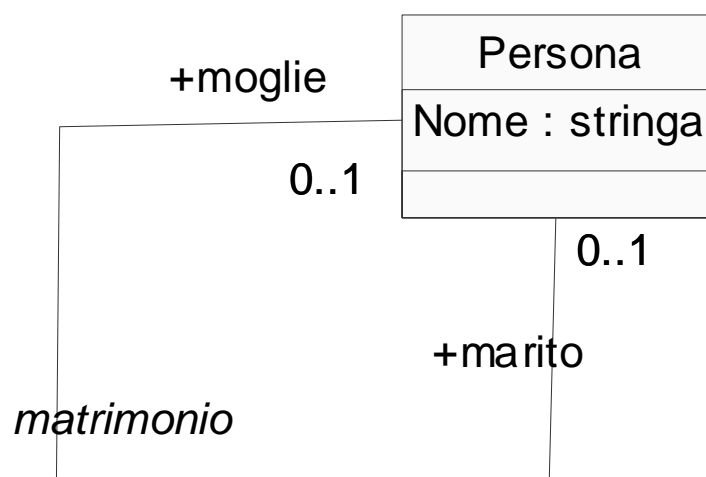 Persona
+moglie
Nome : stringa
0..1
0..1
+marito
matrimonio